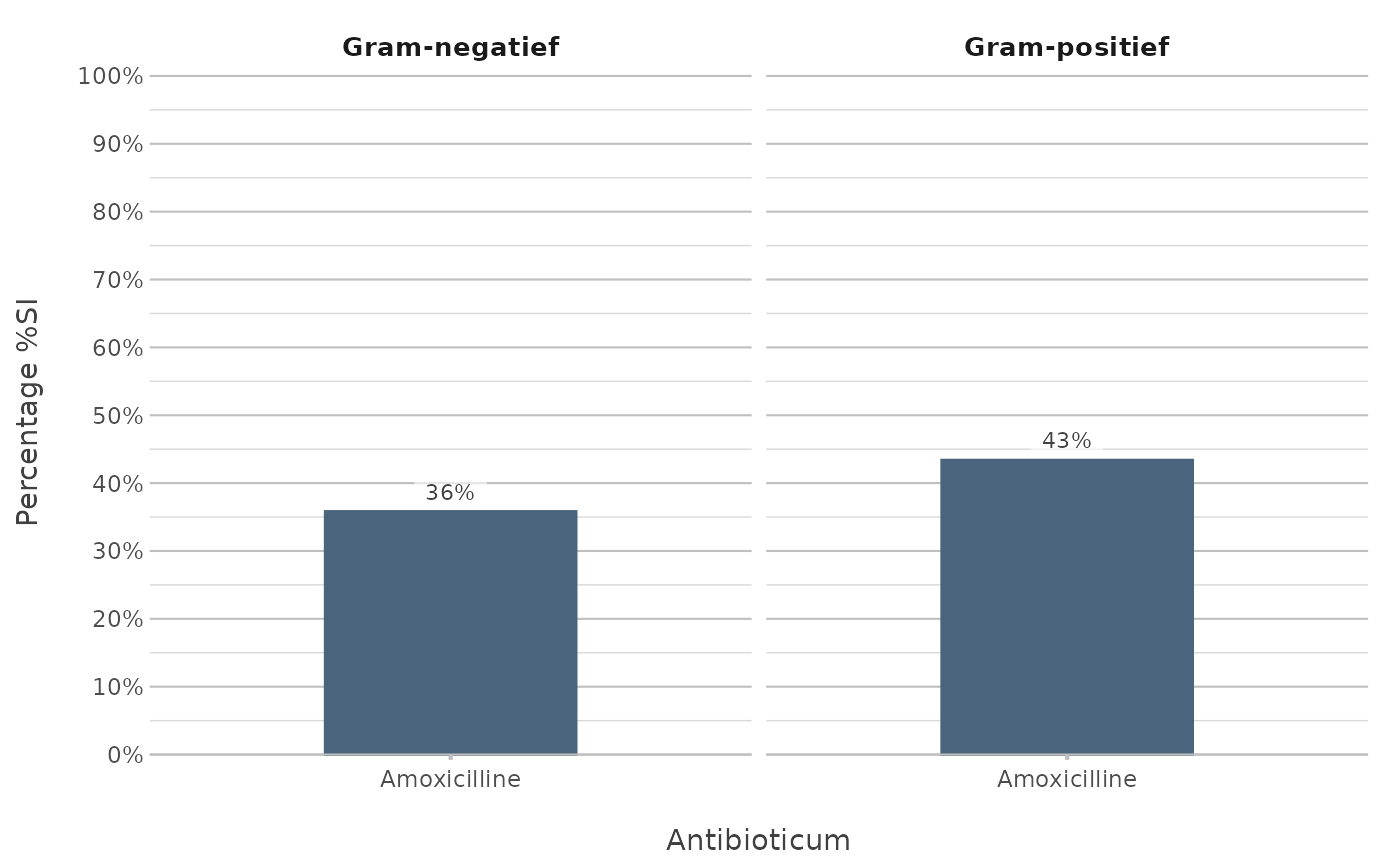 Gram-negatief
Gram-positief
100%
90%
80%
70%
60%
50%
40%
30%
20%
10%
0%
Percentage %SI
36%
43%
Amoxicilline
Amoxicilline
Antibioticum